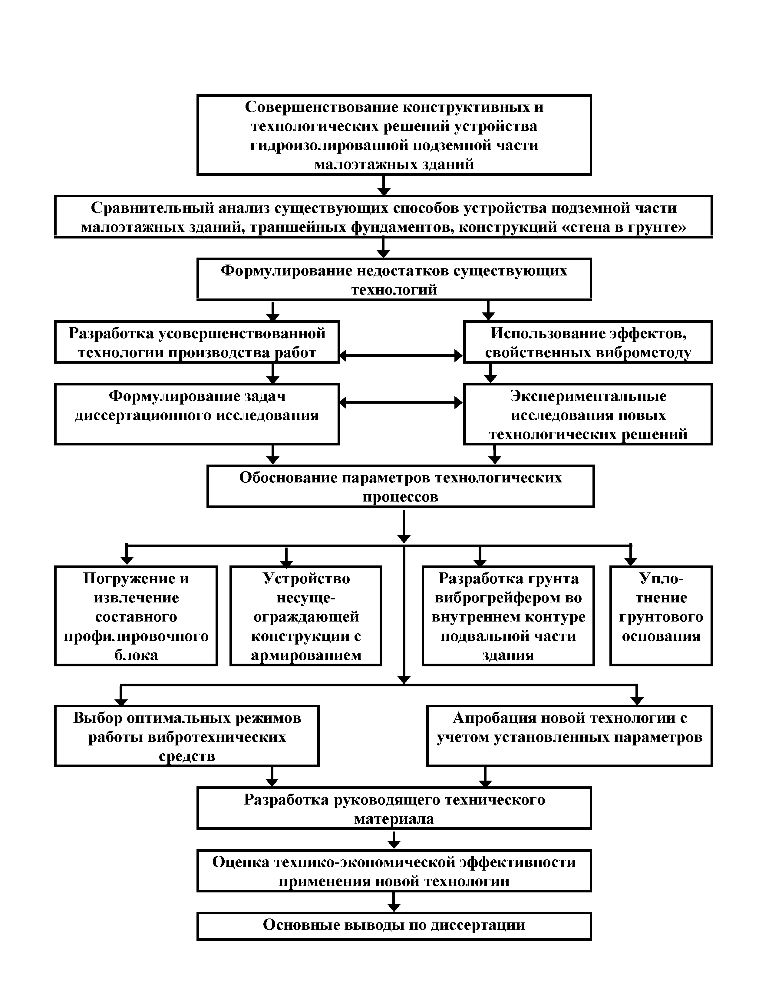 Совершенствование конструктивных и
технологических решений устройства
гидроизолированной подземной части
малоэтажных зданий
Сравнительный анализ существующих способов устройства подземной части
малоэтажных зданий, траншейных фундаментов, конструкций «стена в грунте»
Формулирование недостатков существующих
технологий
Разработка усовершенствованной
технологии производства работ
Использование эффектов,
свойственных виброметоду
Формулирование задач
диссертационного исследования
Экспериментальные
исследования новых
технологических решений
Обоснование параметров технологических
процессов
Погружение и
извлечение
составного
профилировочного
блока
Устройство
несуще-
ограждающей
конструкции с
армированием
Разработка грунта
виброгрейфером во
внутреннем контуре
подвальной части
здания
Упло-
тнение
грунтового
основания
Выбор оптимальных режимов
работы вибротехнических
средств
Апробация новой технологии с
учетом установленных параметров
Разработка руководящего технического
материала
Оценка технико-экономической эффективности
применения новой технологии
Основные выводы по диссертации